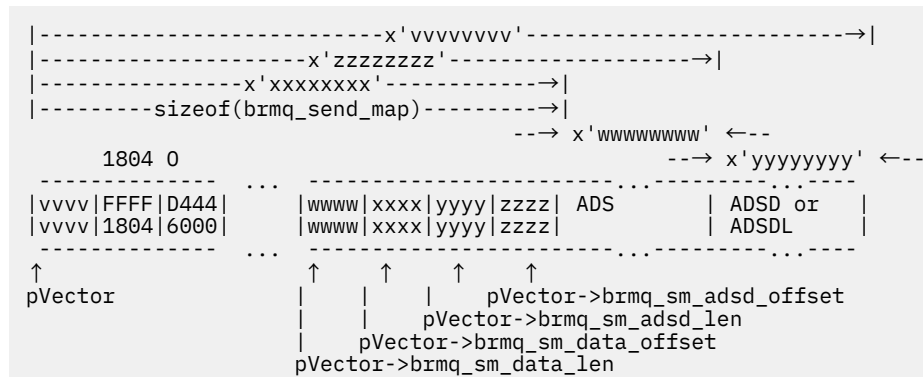 |---------------------------x'vvvvvvvv'---------------------------→|
|---------------------x'zzzzzzzz'-------------------→|
|----------------x'xxxxxxxx'------------→|
|---------sizeof(brmq_send_map)---------→|
--→ x'wwwwwwww' ←--
1804 O --→ x'yyyyyyyy' ←--
-------------- ... ------------------------...---------...----
|vvvv|FFFF|D444| |wwww|xxxx|yyyy|zzzz| ADS | ADSD or |
|vvvv|1804|6000| |wwww|xxxx|yyyy|zzzz| | ADSDL |
-------------- ... ------------------------...---------...----
↑ ↑ ↑ ↑ ↑
pVector | | | pVector->brmq_sm_adsd_offset
| | pVector->brmq_sm_adsd_len
| pVector->brmq_sm_data_offset
pVector->brmq_sm_data_len